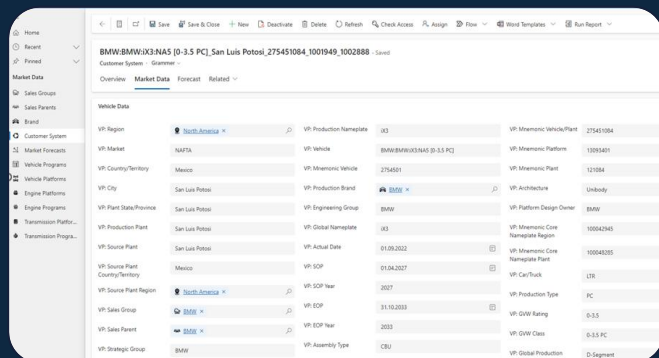 Save
Save & Close
New
Deactivate
Delete
Refresh
Check Access
Assign
Flow
Word Templates
Run Report
Home
Recent
Pinned
Market Data
Sales Groups
Sales Parents
Brand
Customer System
Market Forecasts
Vehicle Programs
Vehicle Platforms
Engine Platforms
Engine Programs
Transmission Platfor...
Transmission Progra...
BMW:BMW:iX3:NA5 [0-3.5 PC]_San Luis Potosi_275451084_1001949_1002888 - Saved
Customer System · Grammer
Overview Market Data Forecast Related
Vehicle Data
VP: Region North America ×
VP: Market NAFTA
VP: Country/Territory Mexico
VP: City San Luis Potosi
VP: Plant State/Province San Luis Potosi
VP: Production Plant San Luis Potosi
VP: Source Plant San Luis Potosi
VP: Source Plant Country/Territory Mexico
VP: Source Plant Region North America ×
VP: Sales Group BMW ×
VP: Sales Parent BMW ×
VP: Strategic Group BMW
VP: Production Nameplate iX3
VP: Vehicle BMW:BMW:iX3:NA5 [0-3.5 PC]
VP: Mnemonic Vehicle 2754501
VP: Production Brand BMW ×
VP: Engineering Group BMW
VP: Global Nameplate iX3
VP: Actual Date 01.09.2022
VP: SOP 01.04.2027
VP: SOP Year 2027
VP: EOP 31.10.2033
VP: EOP Year 2033
VP: Assembly Type CBU
VP: Mnemonic Vehicle/Plant 275451084
VP: Mnemonic Platform 13093401
VP: Mnemonic Plant 121084
VP: Architecture Unibody
VP: Platform Design Owner BMW
VP: Mnemonic Core Nameplate Region 100042945
VP: Mnemonic Core Nameplate Plant 100048285
VP: Car/Truck LTR
VP: Production Type PC
VP: GVW Rating 0-3.5
VP: GVW Class 0-3.5 PC
VP: Global Production D-Segment